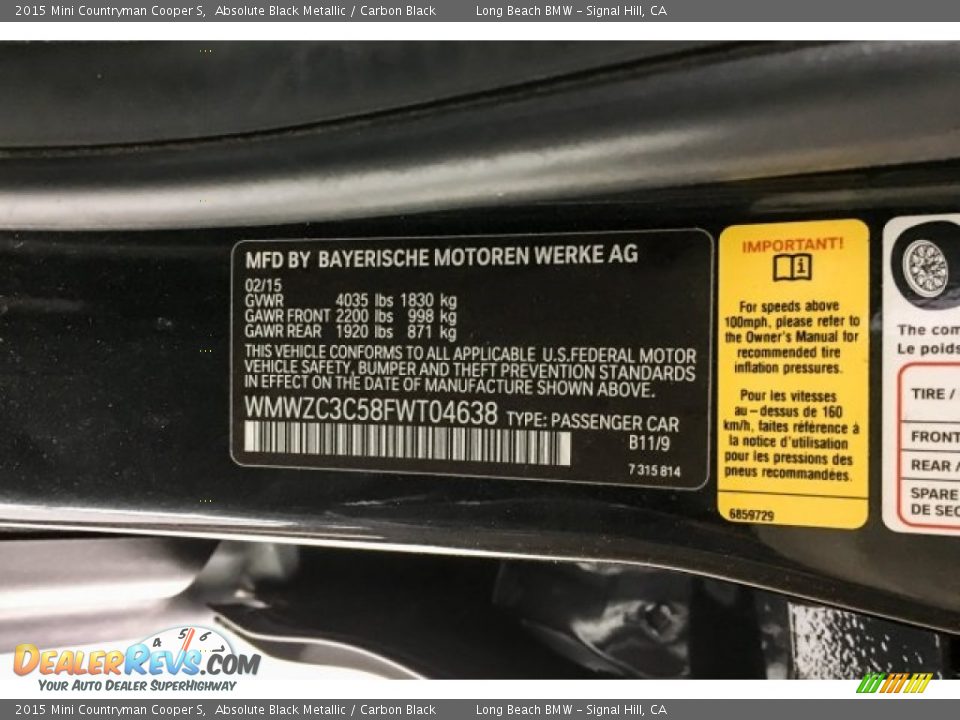 2015 Mini Countryman Cooper S, Absolute Black Metallic / Carbon Black Long Beach BMW - Signal Hill, CA
MFD BY BAYERISCHE MOTOREN WERKE AG
02/15
GVWR 4035 lbs 1830 kg
GAWR FRONT 2200 lbs 998 kg
GAWR REAR 1920 lbs 871 kg
THIS VEHICLE CONFORMS TO ALL APPLICABLE U.S.FEDERAL MOTOR
VEHICLE SAFETY, BUMPER AND THEFT PREVENTION STANDARDS
IN EFFECT ON THE DATE OF MANUFACTURE SHOWN ABOVE.
WMWZC3C58FWT04638 TYPE: PASSENGER CAR
B11/9
7 315 814
IMPORTANT!
For speeds above
100mph, please refer to
the Owner's Manual for
recommended tire
inflation pressures.
Pour les vitesses
au-dessus de 160
km/h, faites référence à
la notice d'utilisation
pour les pressions des
pneus recommandées.
6859729
The com
Le poids
TIRE /
FRONT
REAR /
SPARE
DE SEC
4 5 6
DEALERREVS.COM
YOUR AUTO DEALER SUPERHIGHWAY
2015 Mini Countryman Cooper S, Absolute Black Metallic / Carbon Black Long Beach BMW - Signal Hill, CA